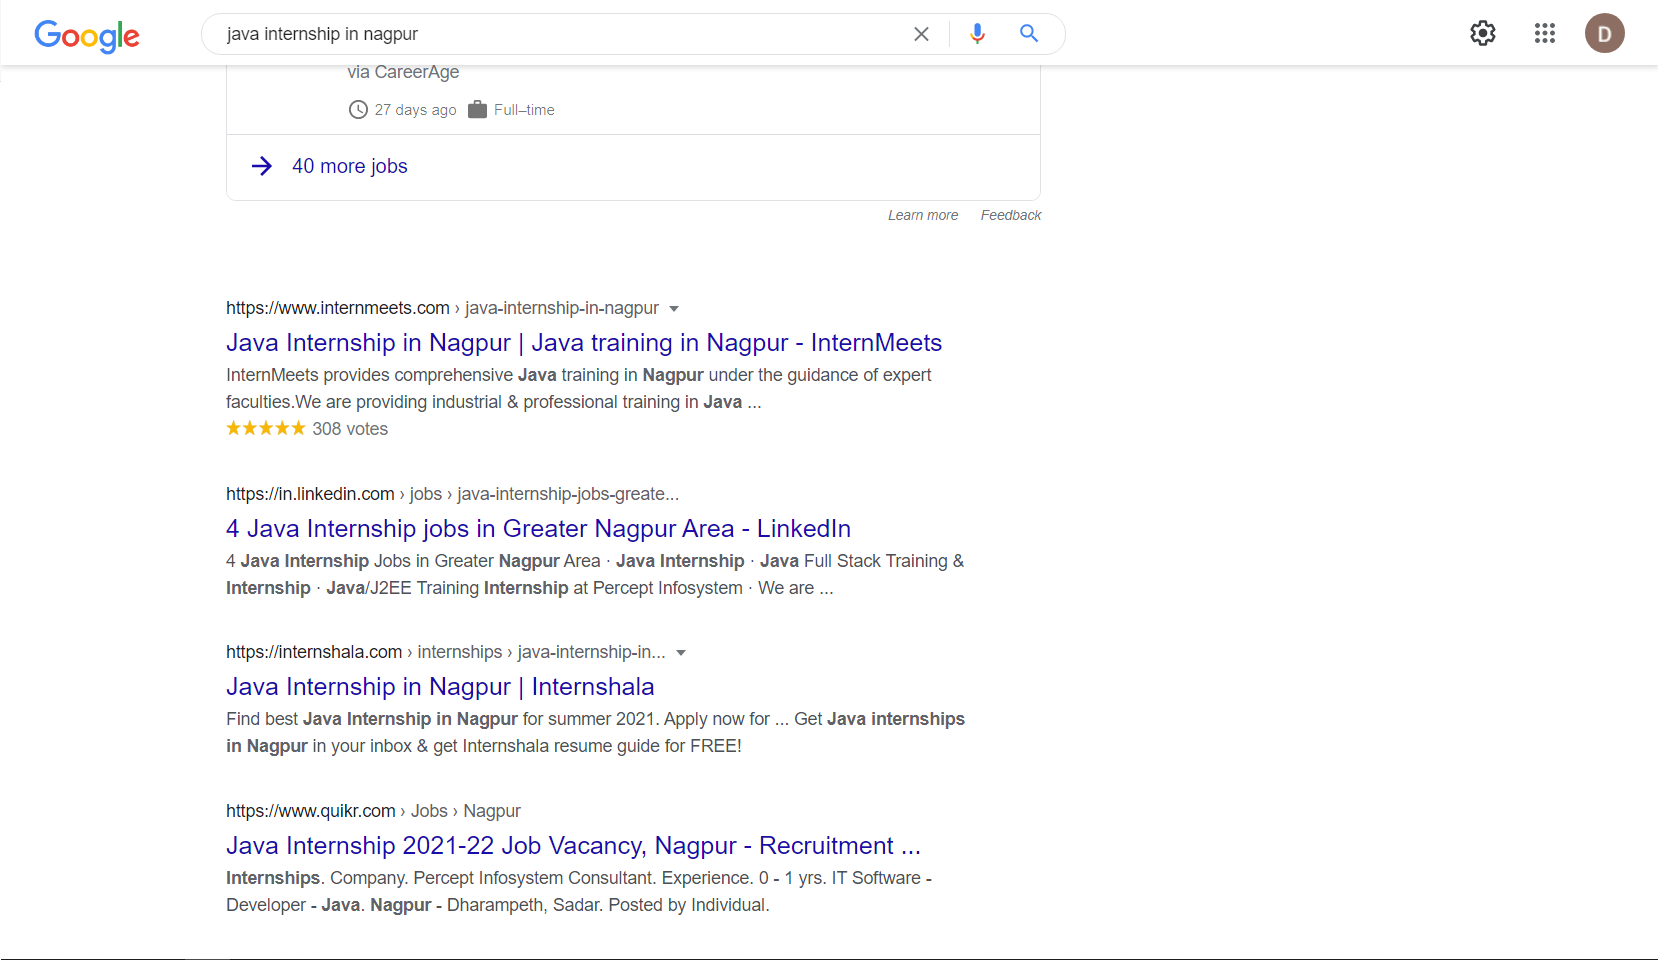 Google
java internship in nagpur
D
via CareerAge
27 days ago Full–time
40 more jobs
Learn more Feedback
https://www.internmeets.com › java-internship-in-nagpur
Java Internship in Nagpur | Java training in Nagpur - InternMeets
InternMeets provides comprehensive Java training in Nagpur under the guidance of expert
faculties.We are providing industrial & professional training in Java ...
308 votes
https://in.linkedin.com › jobs › java-internship-jobs-greate...
4 Java Internship jobs in Greater Nagpur Area - LinkedIn
4 Java Internship Jobs in Greater Nagpur Area · Java Internship · Java Full Stack Training &
Internship · Java/J2EE Training Internship at Percept Infosystem · We are ...
https://internshala.com › internships › java-internship-in...
Java Internship in Nagpur | Internshala
Find best Java Internship in Nagpur for summer 2021. Apply now for ... Get Java internships
in Nagpur in your inbox & get Internshala resume guide for FREE!
https://www.quikr.com › Jobs › Nagpur
Java Internship 2021-22 Job Vacancy, Nagpur - Recruitment ...
Internships. Company. Percept Infosystem Consultant. Experience. 0 - 1 yrs. IT Software -
Developer - Java. Nagpur - Dharampeth, Sadar. Posted by Individual.